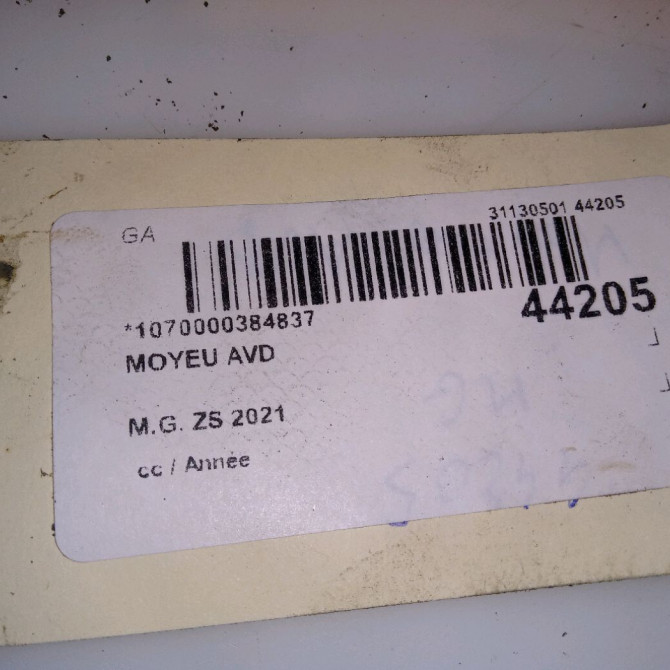 GA
31130501 44205
44205
*1070000384837
MOYEU AVD
M.G. ZS 2021
cc / Année